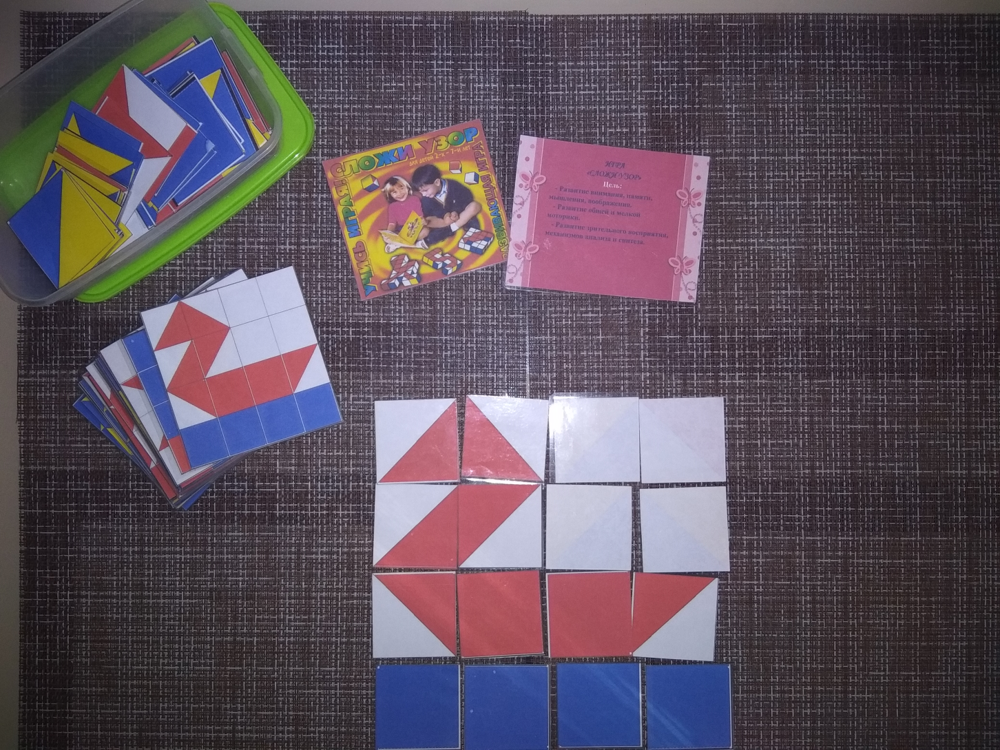 СЛОЖИ УЗОР
ДЛЯ ДЕТЕЙ 2-х - 7-и ЛЕТ
УЧИСЬ ИГРАЯ!
РАЗВИВАЮЩАЯ ИГРА
ИГРА
«СЛОЖИ УЗОР»
Цель:
- Развитие внимания, памяти,
мышления, воображения.
- Развитие общей и мелкой
моторики.
- Развитие зрительного восприятия,
механизмов анализа и синтеза.